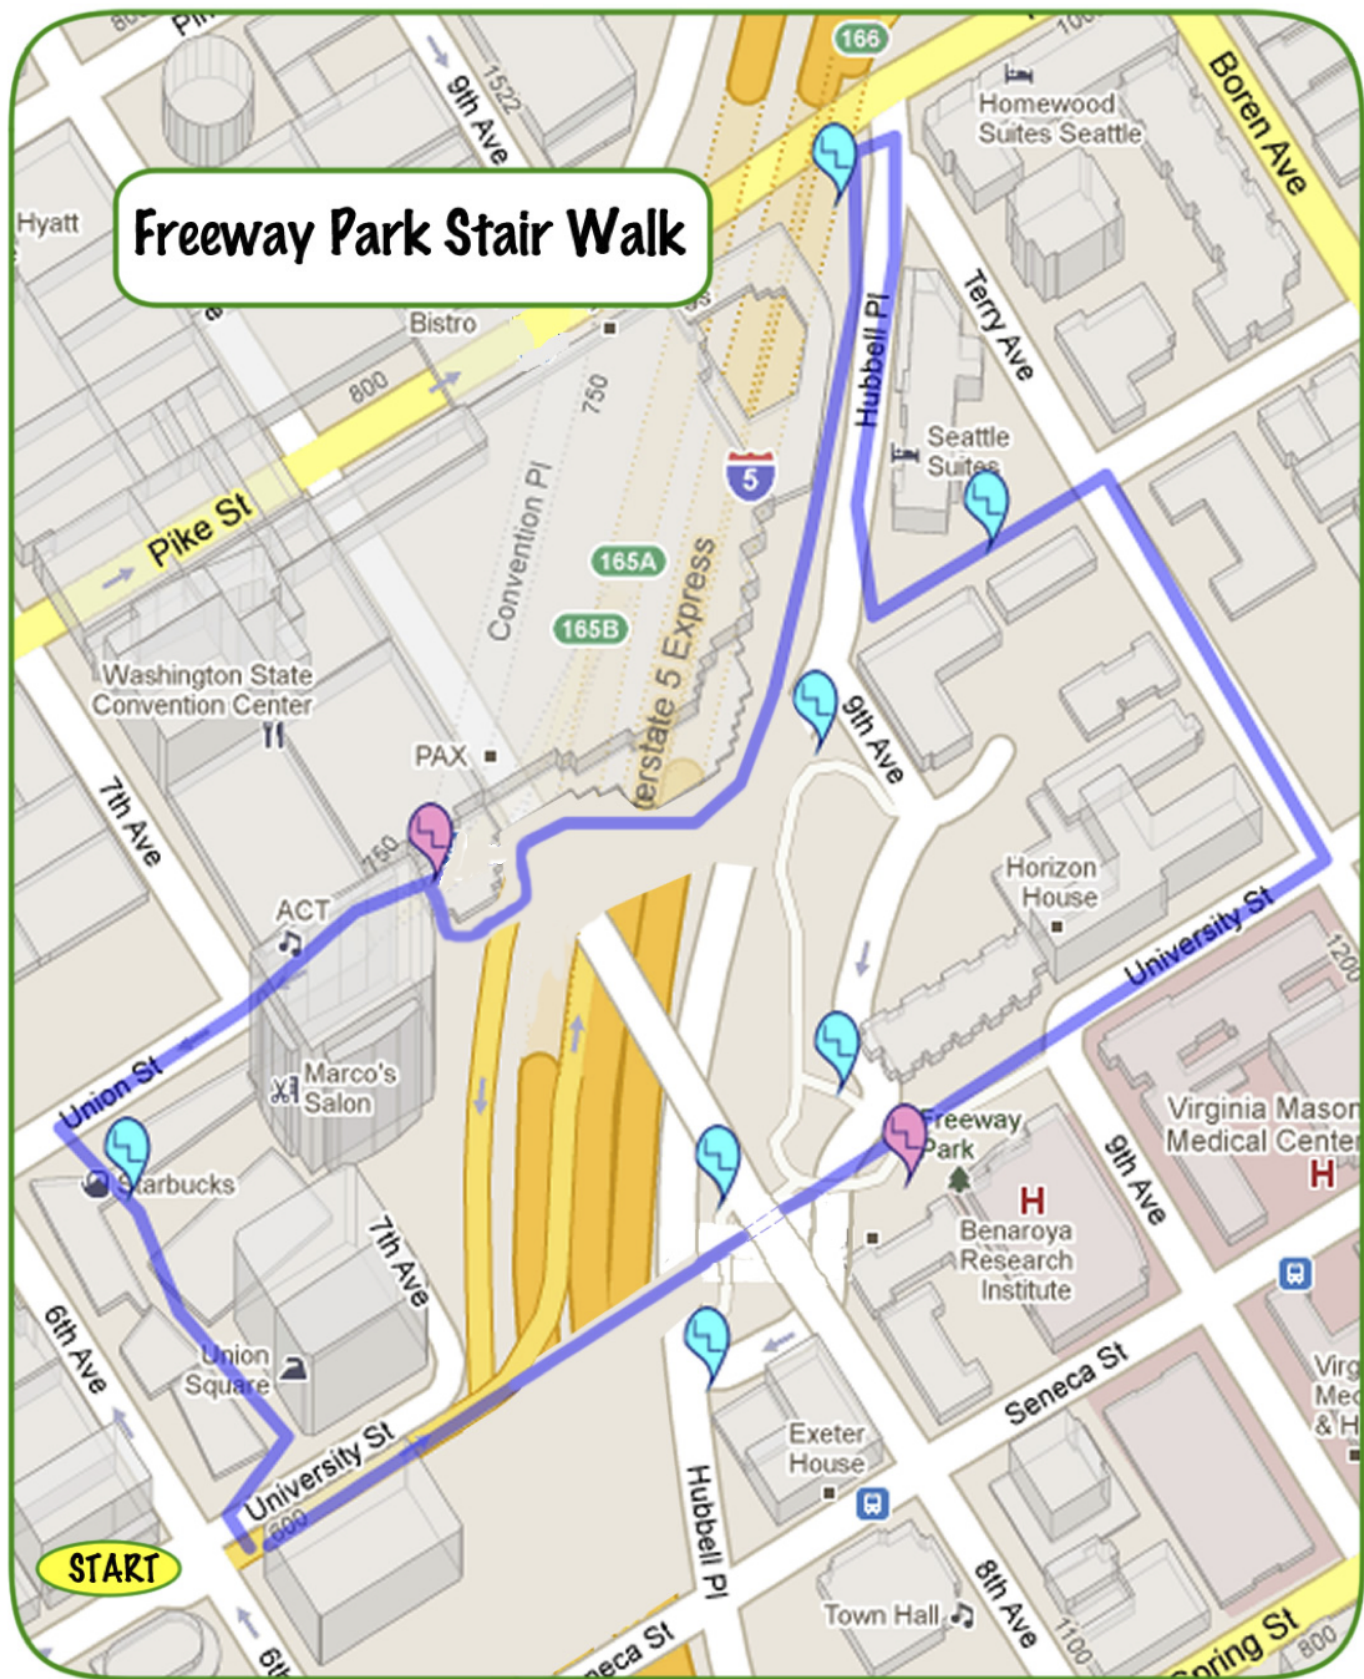 166
Homewood
Suites Seattle
Boren Ave
9th Ave
1522
Hyatt
Freeway Park Stair Walk
Bistro
800
750
Hubbell Pl
Terry Ave
5
Seattle
Suites
Pike St
Convention Pl
165A
165B
Interstate 5 Express
Washington State
Convention Center
PAX
9th Ave
7th Ave
750
ACT
Horizon
House
University St
1200
Union St
Marco's
Salon
Freeway
Park
Virginia Mason
Medical Center
H
H
9th Ave
Starbucks
7th Ave
Benaroya
Research
Institute
6th Ave
Union
Square
Seneca St
Exeter
House
University St
600
START
Hubbell Pl
8th Ave
Town Hall
1100
Seneca St
Spring St
800
6th